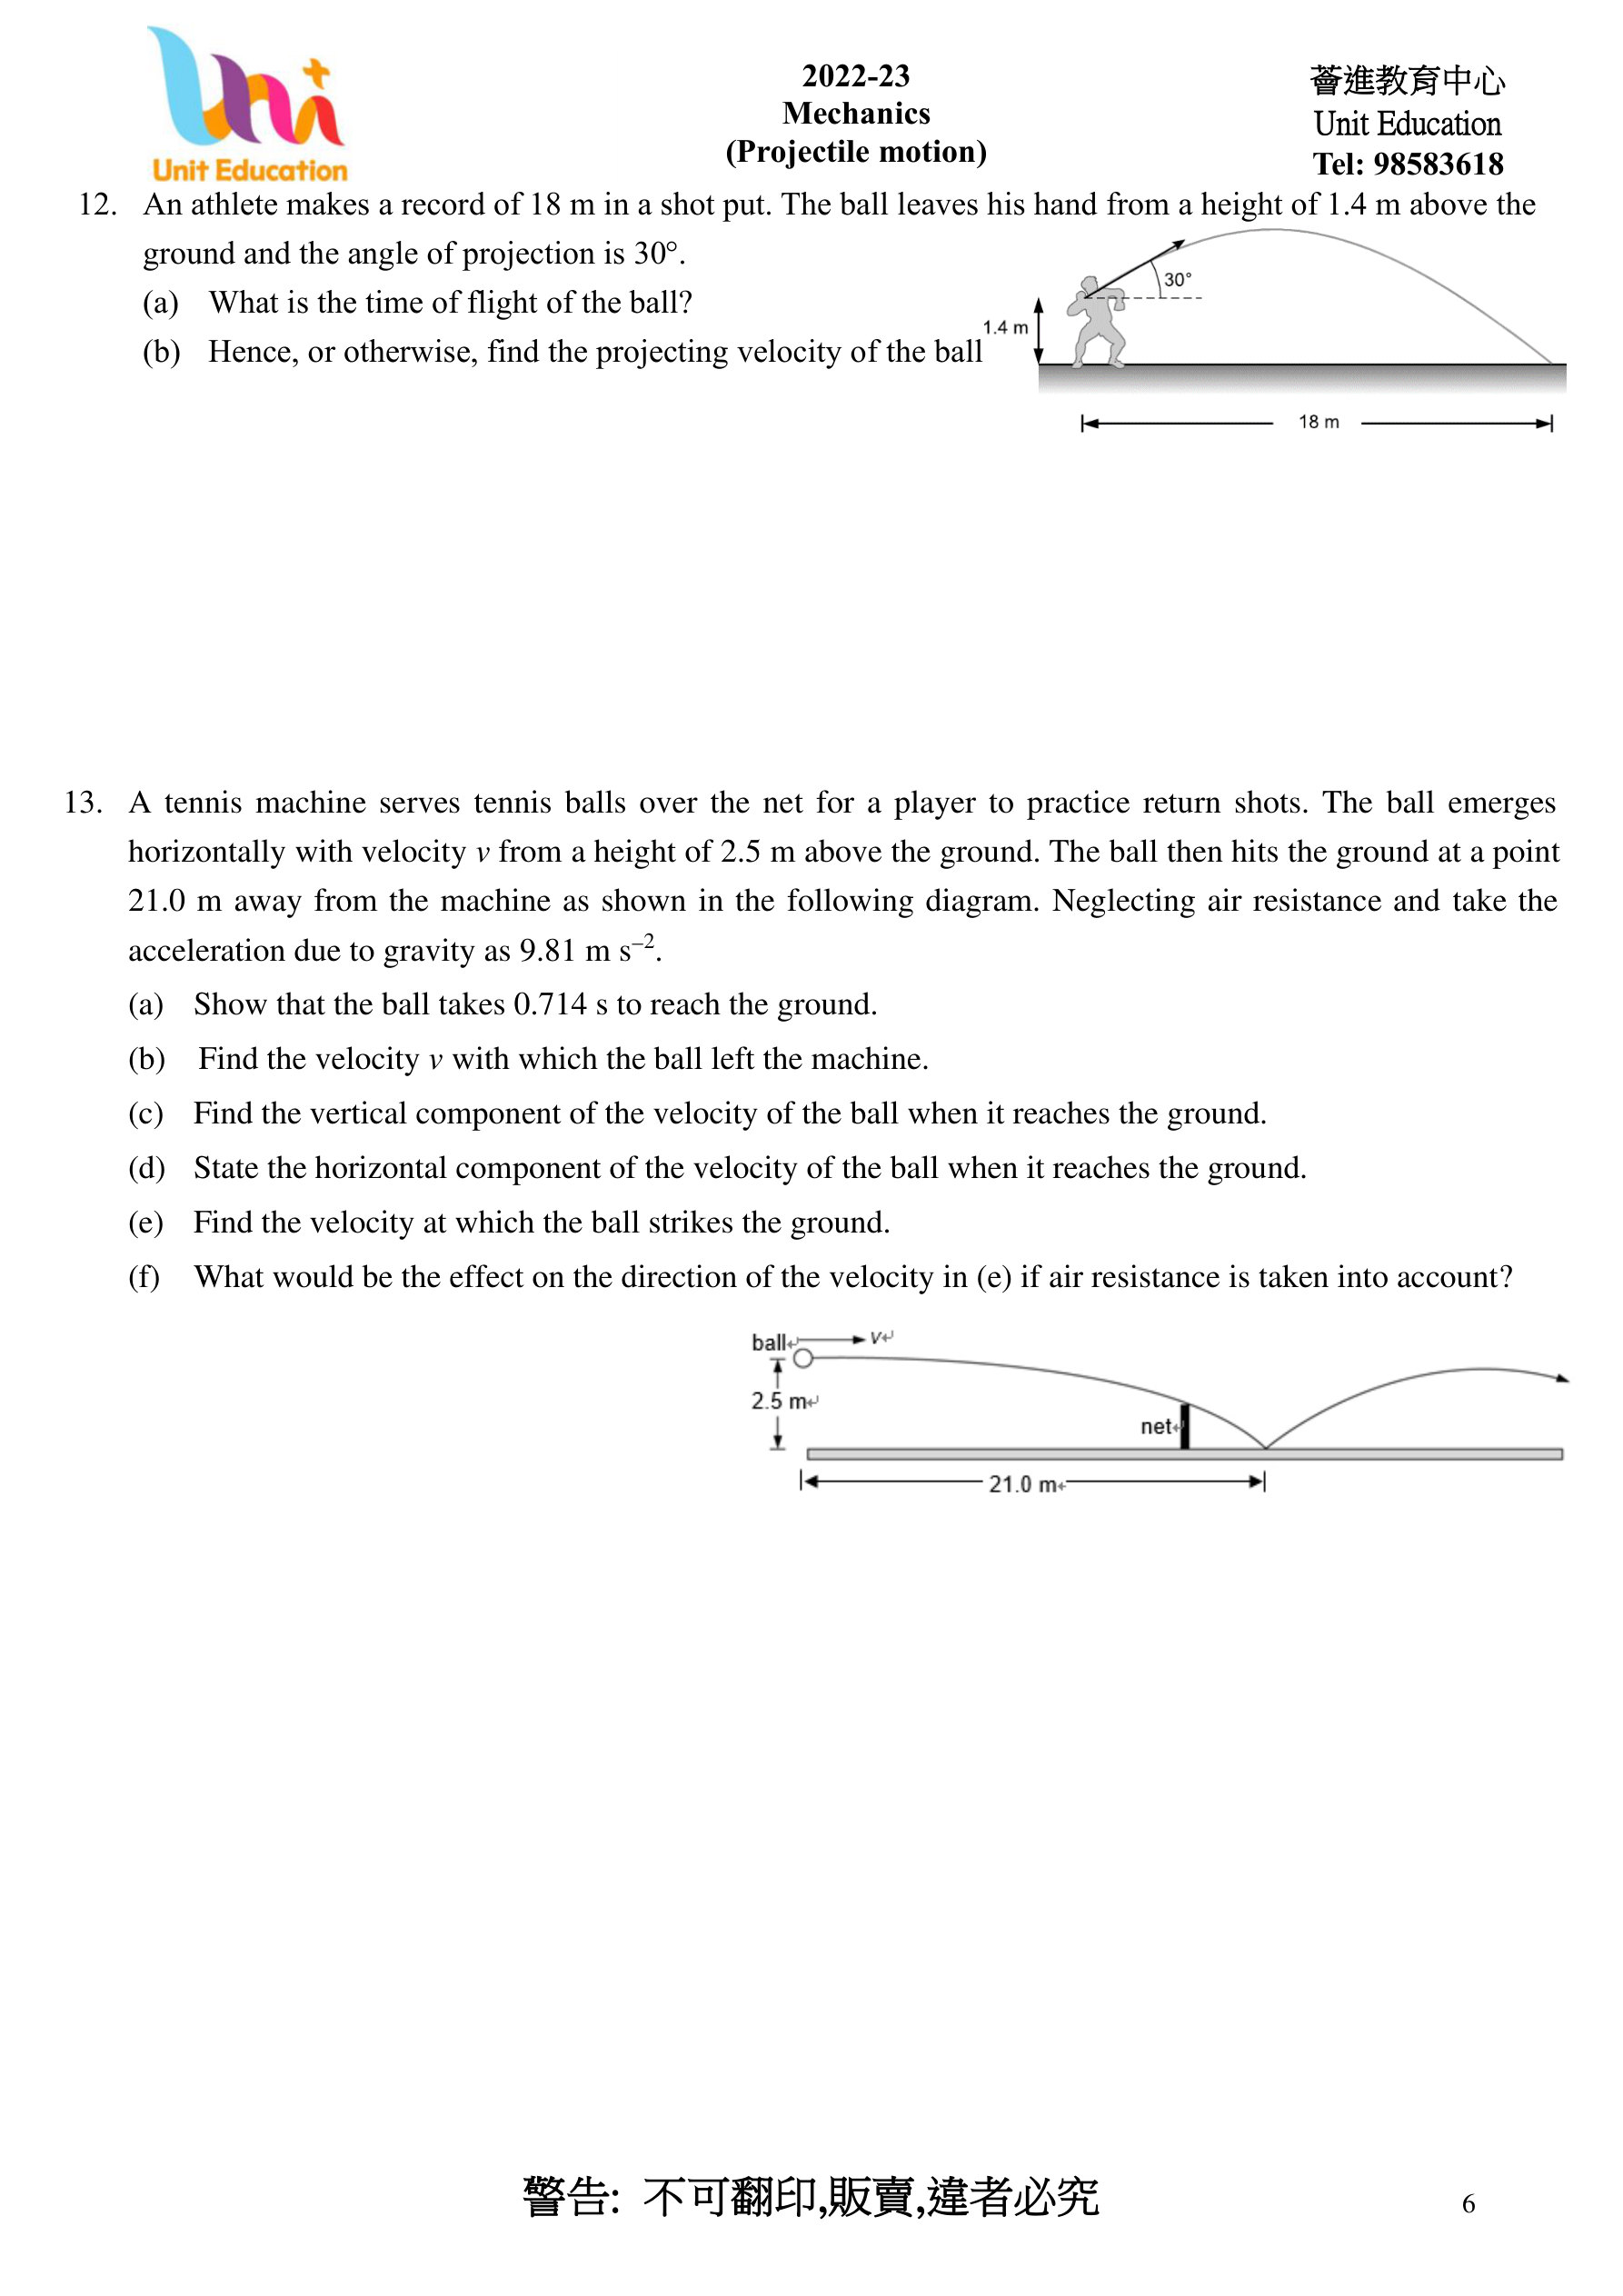 Unit Education
2022-23
Mechanics
(Projectile motion)
薈進教育中心
Unit Education
Tel: 98583618
12. An athlete makes a record of 18 m in a shot put. The ball leaves his hand from a height of 1.4 m above the
ground and the angle of projection is 30°.
(a) What is the time of flight of the ball?
(b) Hence, or otherwise, find the projecting velocity of the ball
30°
1.4 m
18 m
13. A tennis machine serves tennis balls over the net for a player to practice return shots. The ball emerges
horizontally with velocity v from a height of 2.5 m above the ground. The ball then hits the ground at a point
21.0 m away from the machine as shown in the following diagram. Neglecting air resistance and take the
acceleration due to gravity as 9.81 m s⁻².
(a) Show that the ball takes 0.714 s to reach the ground.
(b) Find the velocity v with which the ball left the machine.
(c) Find the vertical component of the velocity of the ball when it reaches the ground.
(d) State the horizontal component of the velocity of the ball when it reaches the ground.
(e) Find the velocity at which the ball strikes the ground.
(f) What would be the effect on the direction of the velocity in (e) if air resistance is taken into account?
ball↵ v↵
2.5 m↵
net↵
21.0 m↵
警告: 不可翻印,販賣,違者必究
6